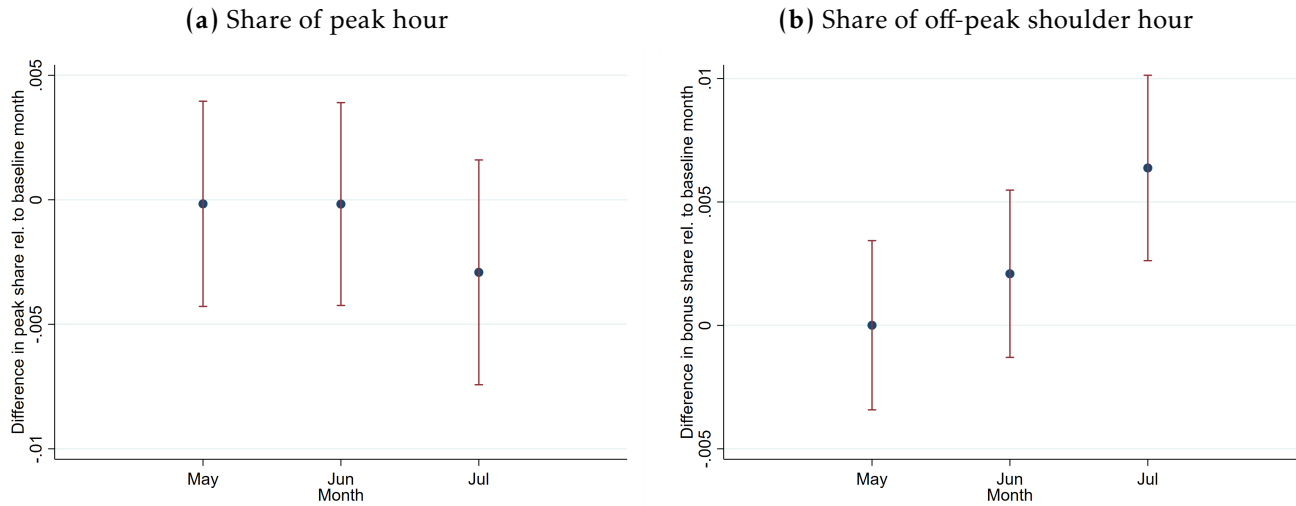 (a) Share of peak hour
Difference in peak share rel. to baseline month
.005
0
-.005
-.01
May
Jun
Jul
Month
(b) Share of off-peak shoulder hour
Difference in bonus share rel. to baseline month
.01
.005
0
-.005
May
Jun
Jul
Month